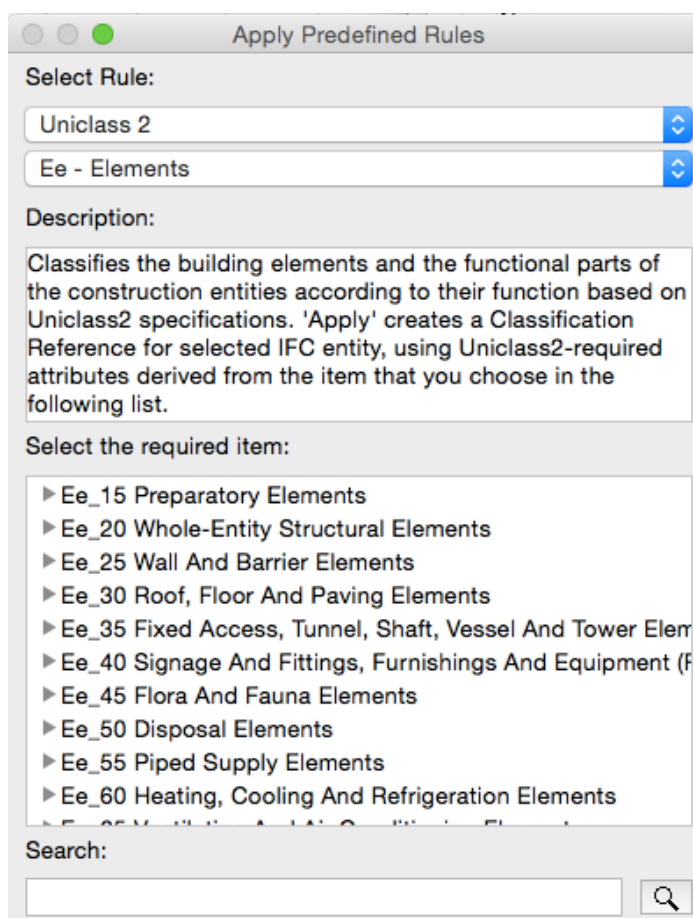 Apply Predefined Rules
Select Rule:
Uniclass 2
Ee - Elements
Description:
Classifies the building elements and the functional parts of
the construction entities according to their function based on
Uniclass2 specifications. 'Apply' creates a Classification
Reference for selected IFC entity, using Uniclass2-required
attributes derived from the item that you choose in the
following list.
Select the required item:
Ee_15 Preparatory Elements
Ee_20 Whole-Entity Structural Elements
Ee_25 Wall And Barrier Elements
Ee_30 Roof, Floor And Paving Elements
Ee_35 Fixed Access, Tunnel, Shaft, Vessel And Tower Elem
Ee_40 Signage And Fittings, Furnishings And Equipment (F
Ee_45 Flora And Fauna Elements
Ee_50 Disposal Elements
Ee_55 Piped Supply Elements
Ee_60 Heating, Cooling And Refrigeration Elements
Search: